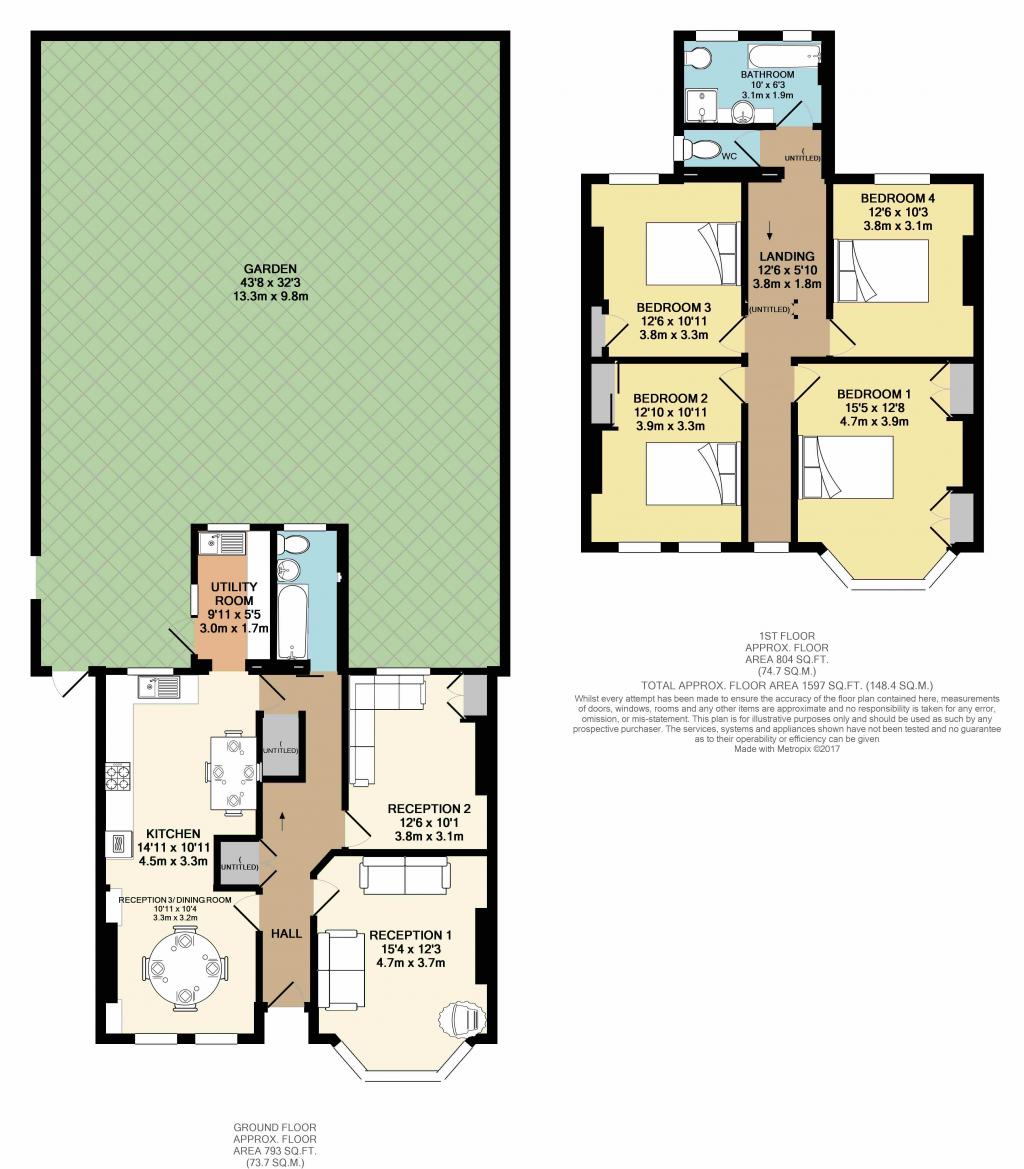 GARDEN
43'8 x 32'3
13.3m x 9.8m
UTILITY
ROOM
9'11 x 5'5
3.0m x 1.7m
(
UNTITLED)
KITCHEN
14'11 x 10'11
4.5m x 3.3m
(
UNTITLED)
RECEPTION 2
12'6 x 10'1
3.8m x 3.1m
RECEPTION 3/ DINING ROOM
10'11 x 10'4
3.3m x 3.2m
HALL
RECEPTION 1
15'4 x 12'3
4.7m x 3.7m
GROUND FLOOR
APPROX. FLOOR
AREA 793 SQ.FT.
(73.7 SQ.M.)
BATHROOM
10' x 6'3
3.1m x 1.9m
WC
(
UNTITLED)
BEDROOM 4
12'6 x 10'3
3.8m x 3.1m
LANDING
12'6 x 5'10
3.8m x 1.8m
(UNTITLED)
BEDROOM 3
12'6 x 10'11
3.8m x 3.3m
BEDROOM 2
12'10 x 10'11
3.9m x 3.3m
BEDROOM 1
15'5 x 12'8
4.7m x 3.9m
1ST FLOOR
APPROX. FLOOR
AREA 804 SQ.FT.
(74.7 SQ.M.)
TOTAL APPROX. FLOOR AREA 1597 SQ.FT. (148.4 SQ.M.)
Whilst every attempt has been made to ensure the accuracy of the floor plan contained here, measurements
of doors, windows, rooms and any other items are approximate and no responsibility is taken for any error,
omission, or mis-statement. This plan is for illustrative purposes only and should be used as such by any
prospective purchaser. The services, systems and appliances shown have not been tested and no guarantee
as to their operability or efficiency can be given
Made with Metropix ©2017